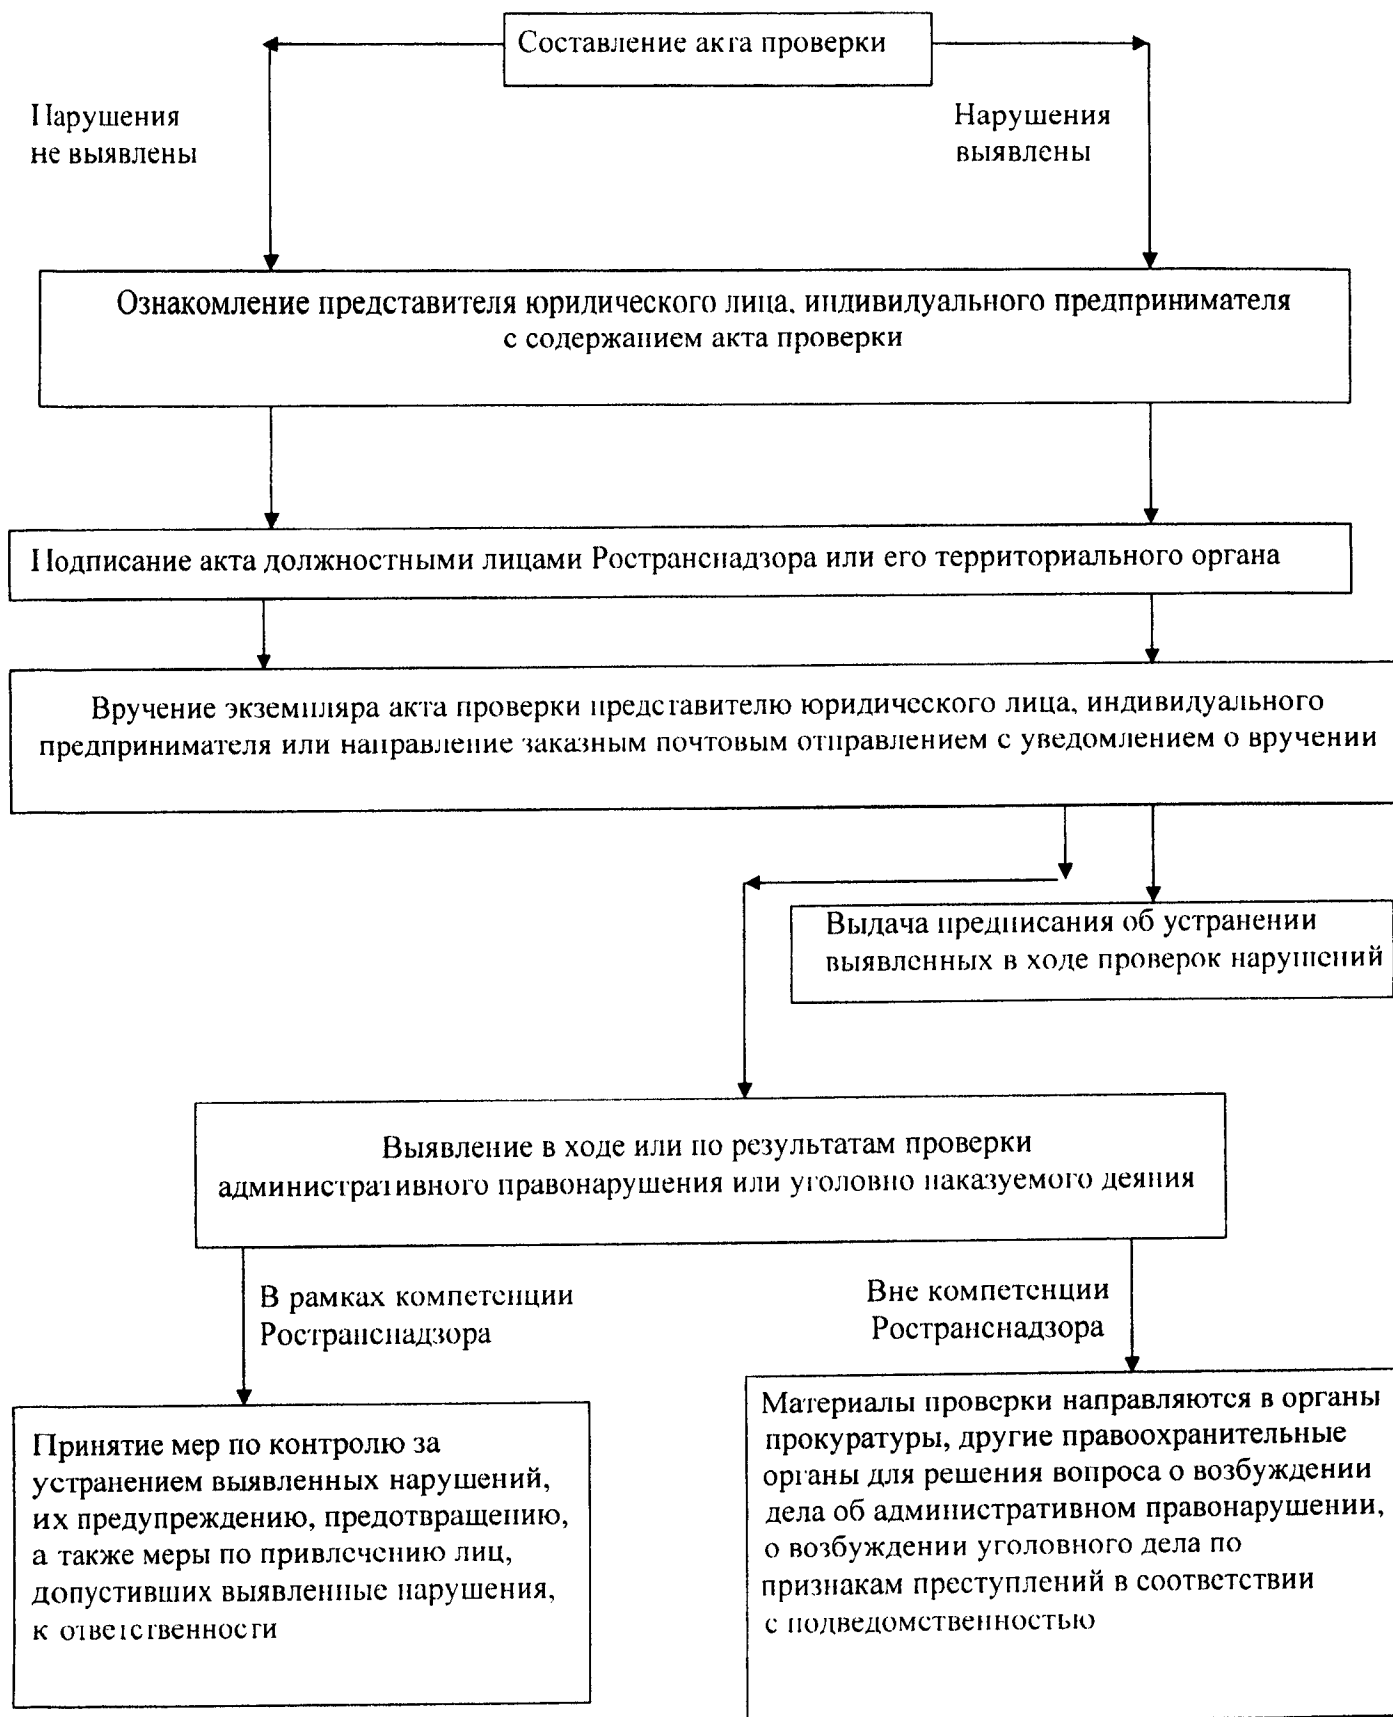 Составление акта проверки
Нарушения
не выявлены
Нарушения
выявлены
Ознакомление представителя юридического лица, индивидуального предпринимателя
с содержанием акта проверки
Подписание акта должностными лицами Ространснадзора или его территориального органа
Вручение экземпляра акта проверки представителю юридического лица, индивидуального
предпринимателя или направление заказным почтовым отправлением с уведомлением о вручении
Выдача предписания об устранении
выявленных в ходе проверок нарушений
Выявление в ходе или по результатам проверки
административного правонарушения или уголовно наказуемого деяния
В рамках компетенции
Ространснадзора
Вне компетенции
Ространснадзора
Принятие мер по контролю за
устранением выявленных нарушений,
их предупреждению, предотвращению,
а также меры по привлечению лиц,
допустивших выявленные нарушения,
к ответственности
Материалы проверки направляются в органы
прокуратуры, другие правоохранительные
органы для решения вопроса о возбуждении
дела об административном правонарушении,
о возбуждении уголовного дела по
признакам преступлений в соответствии
с подведомственностью